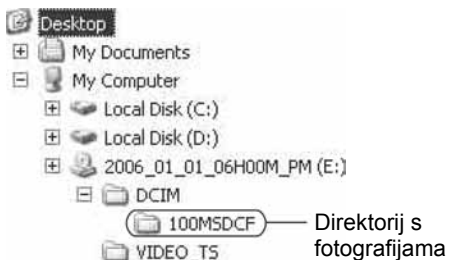 Desktop
My Documents
My Computer
Local Disk (C:)
Local Disk (D:)
2006_01_01_06H00M_PM (E:)
DCIM
100MSDCF
Direktorij s
fotografijama
VIDEO_TS